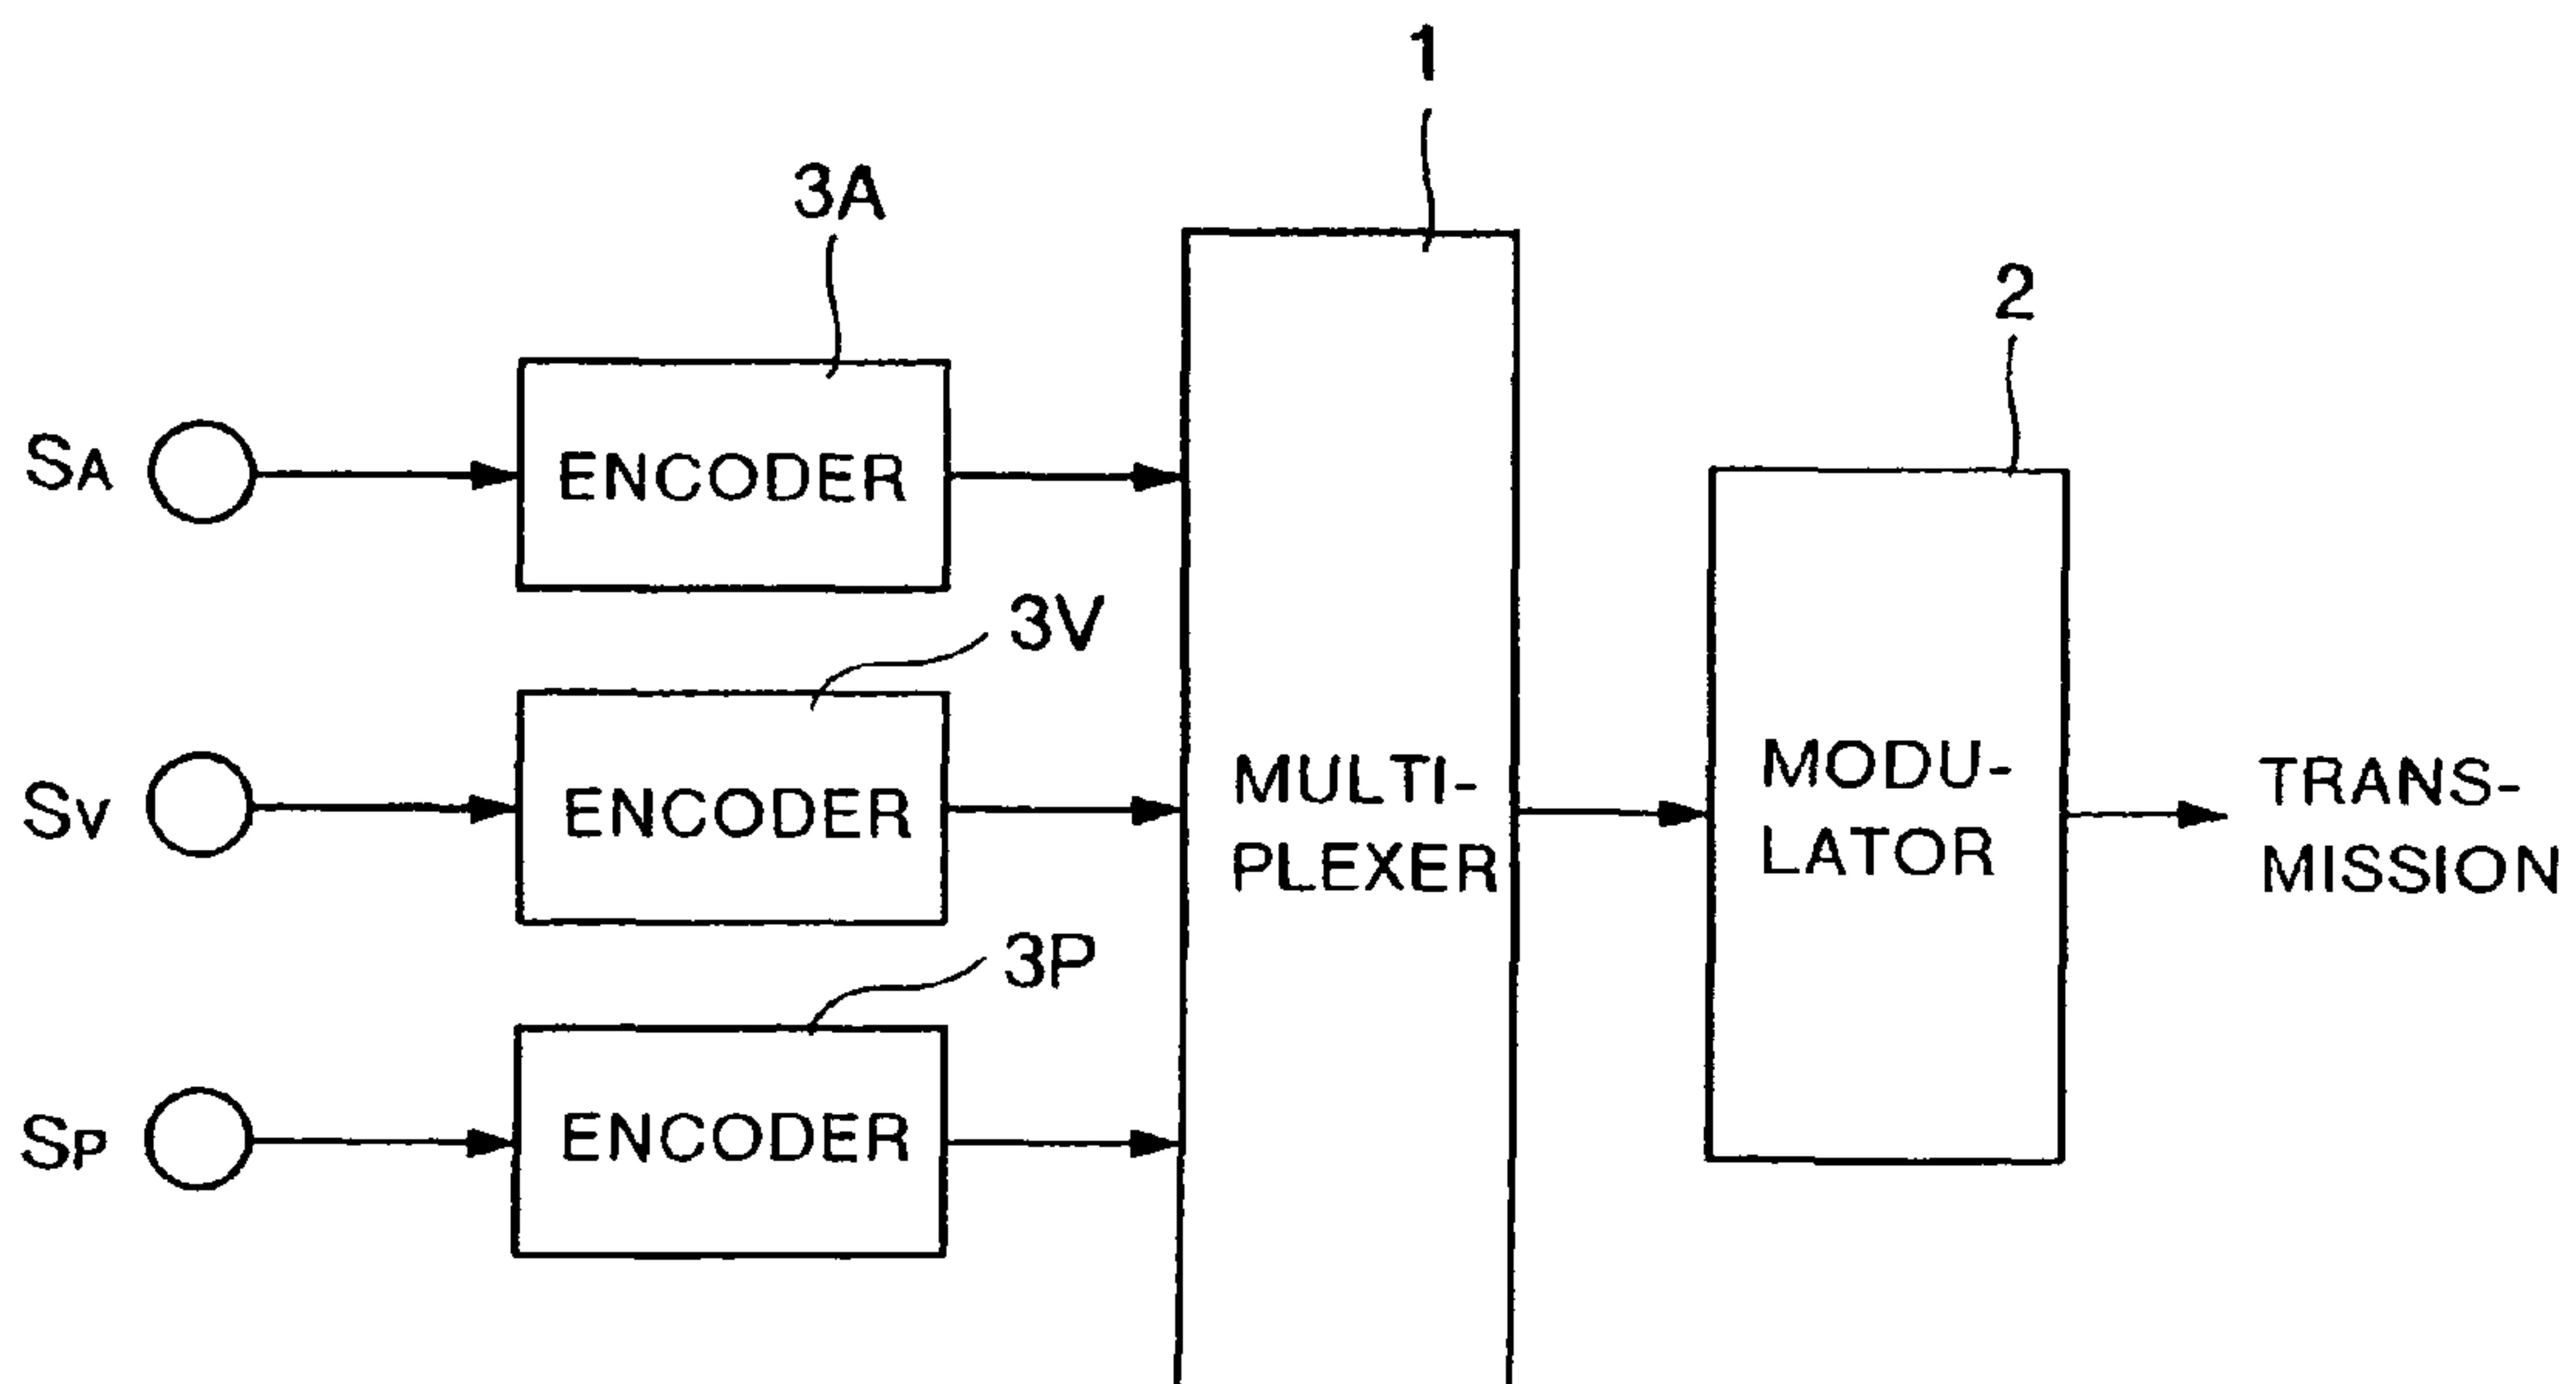 1
3A
2
SA
ENCODER
3V
SV
ENCODER
MULTI-
PLEXER
MODU-
LATOR
TRANS-
MISSION
3P
SP
ENCODER